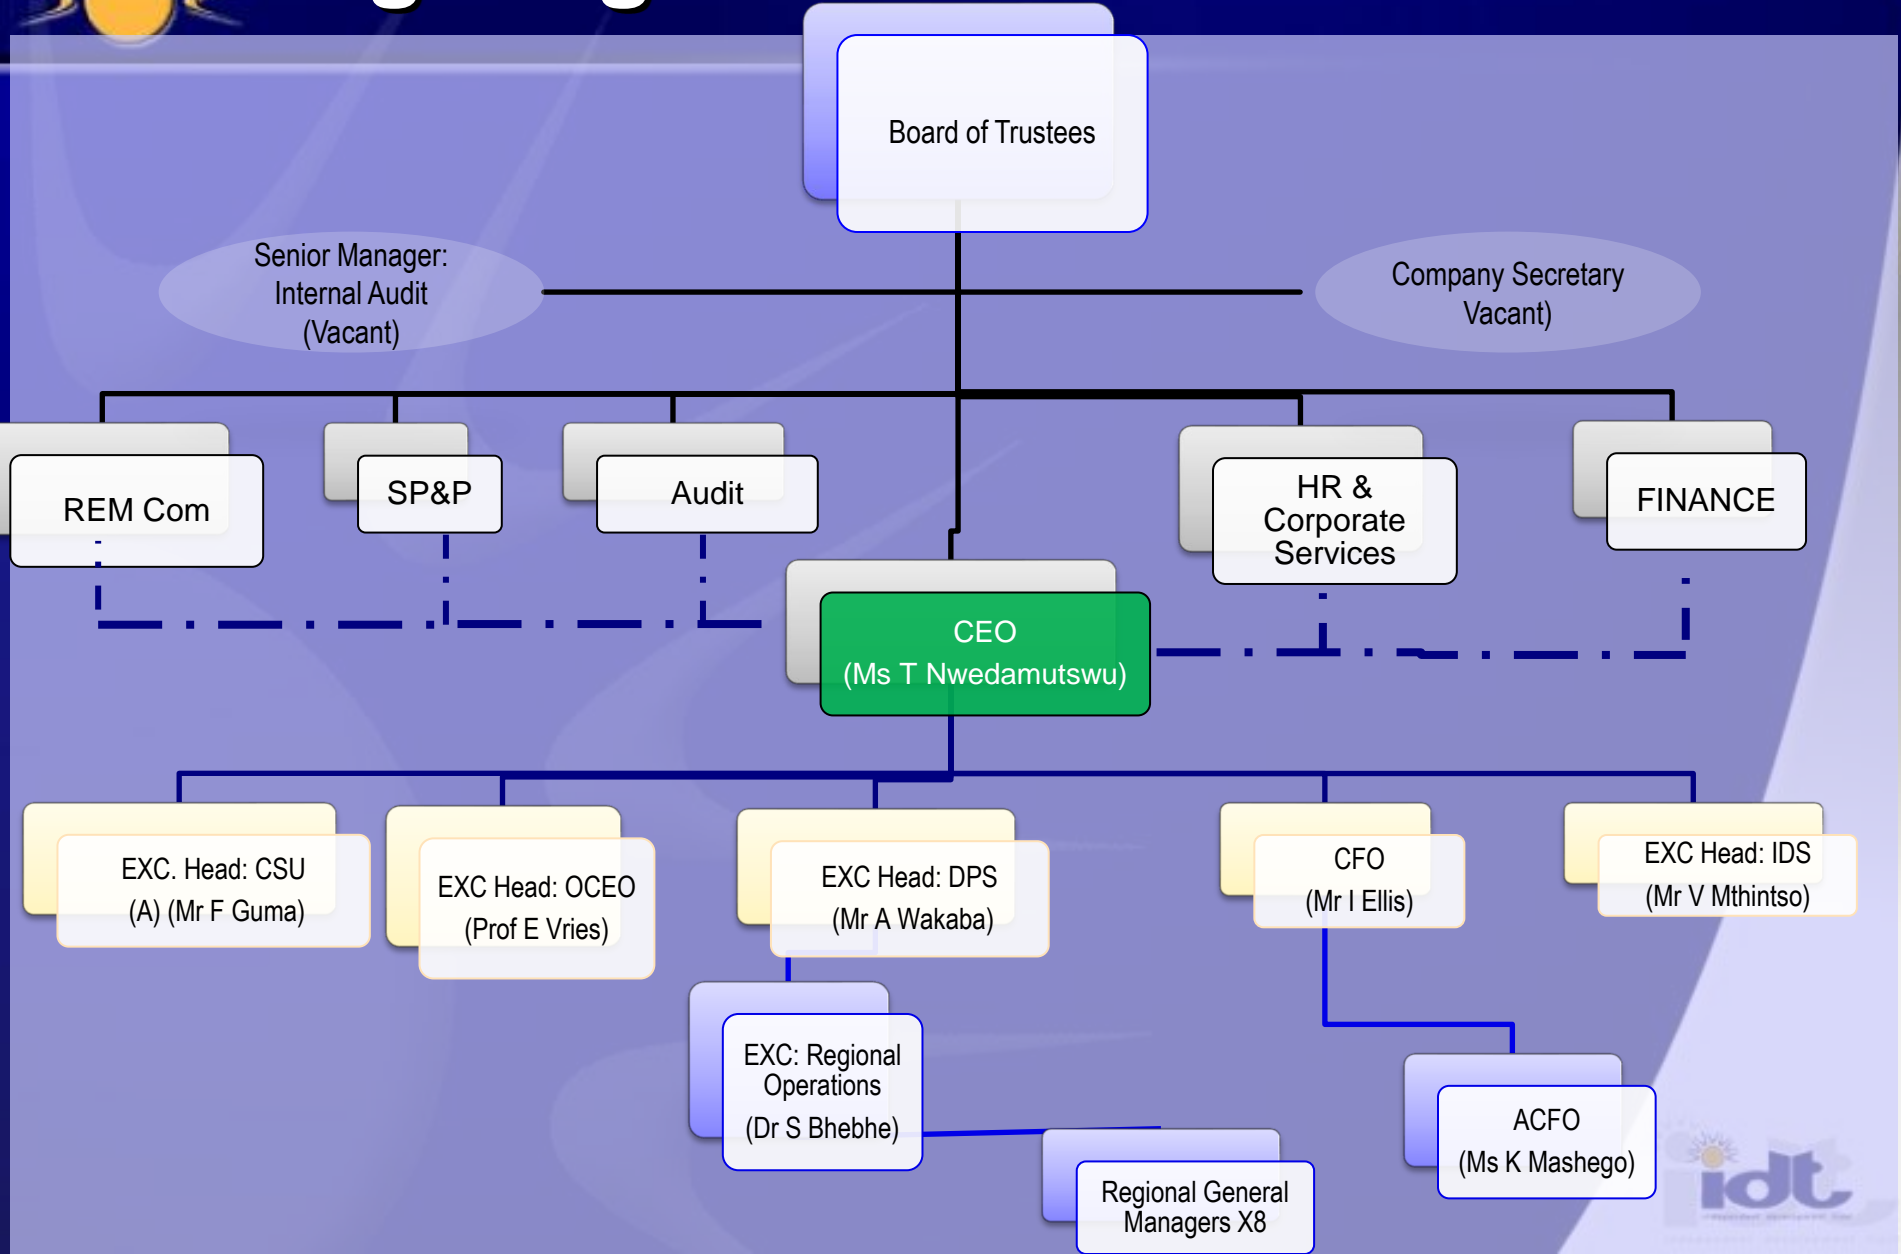 Board of Trustees
Senior Manager:
Internal Audit
(Vacant)
Company Secretary
Vacant)
REM Com
SP&P
Audit
HR &
Corporate
Services
FINANCE
CEO
(Ms T Nwedamutswu)
EXC. Head: CSU
(A) (Mr F Guma)
EXC Head: OCEO
(Prof E Vries)
EXC Head: DPS
(Mr A Wakaba)
CFO
(Mr I Ellis)
EXC Head: IDS
(Mr V Mthintso)
EXC: Regional
Operations
(Dr S Bhebhe)
Regional General
Managers X8
ACFO
(Ms K Mashego)
idt